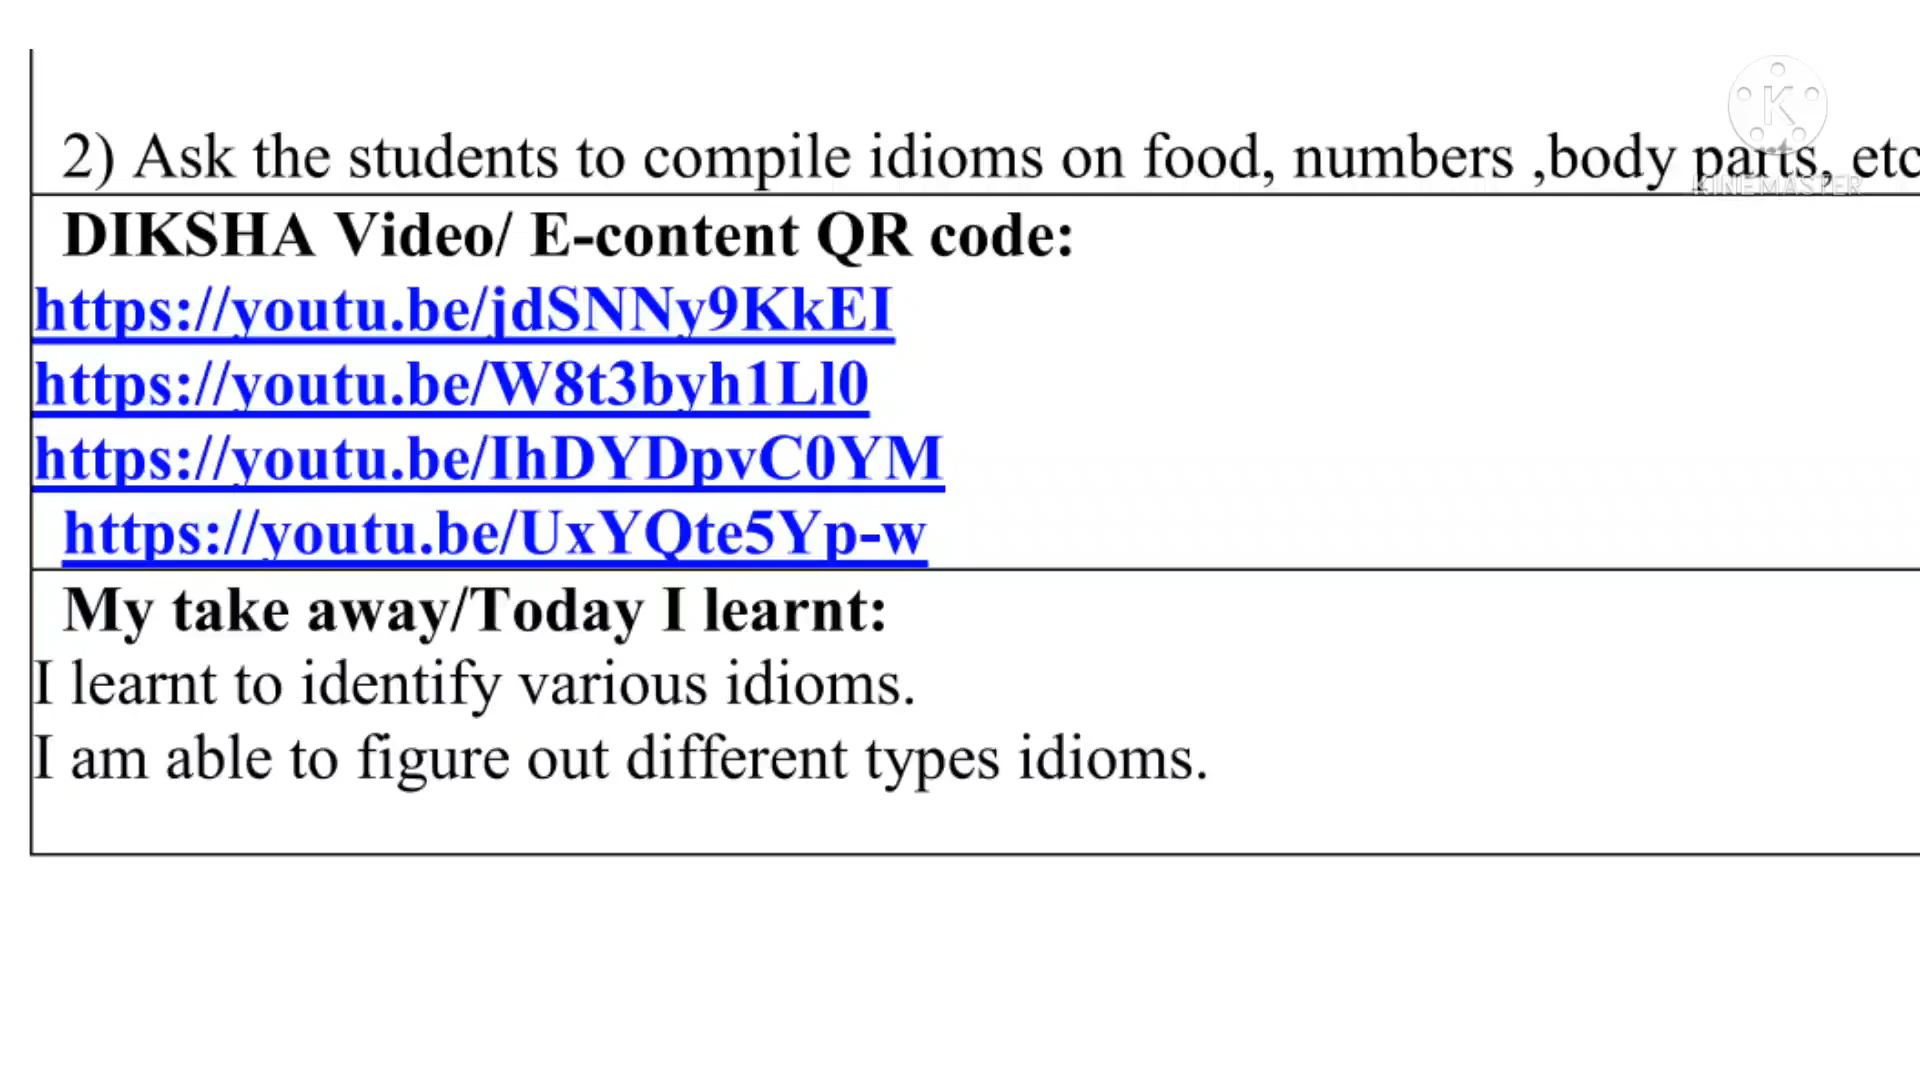 2) Ask the students to compile idioms on food, numbers ,body parts, etc
DIKSHA Video/ E-content QR code:
https://youtu.be/jdSNNy9KkEI
https://youtu.be/W8t3byh1Ll0
https://youtu.be/IhDYDpvC0YM
https://youtu.be/UxYQte5Yp-w
My take away/Today I learnt:
I learnt to identify various idioms.
I am able to figure out different types idioms.
K
KINEMASTER